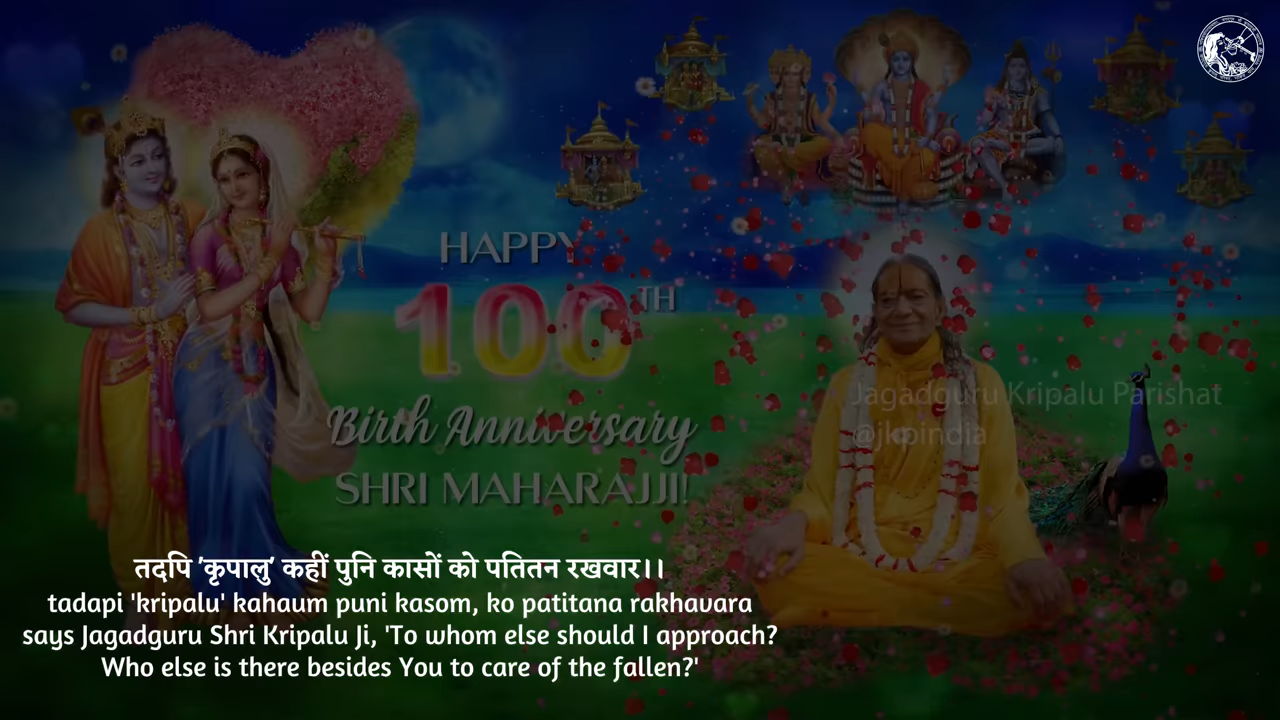 HAPPY
100TH
Birth Anniversary
SHRI MAHARAJJI!
Jagadguru Kripalu Parishat
@jkpindia
तदपि ‘कृपालु’ कहौं पुनि कासों को पतितन रखवार।।
tadapi 'kripalu' kahaum puni kasom, ko patitana rakhavara
says Jagadguru Shri Kripalu Ji, 'To whom else should I approach?
Who else is there besides You to care of the fallen?'